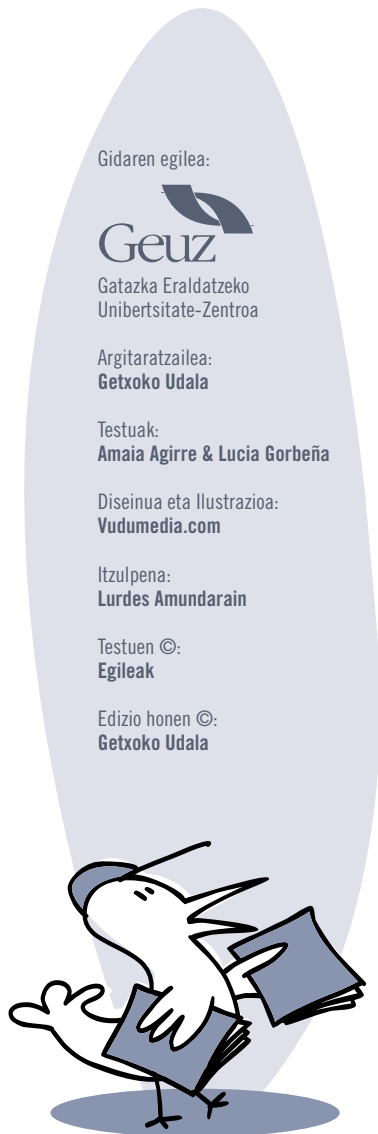 Gidaren egilea:
Geuz
Gatazka Eraldatzeko
Unibertsitate-Zentroa
Argitaratzailea:
Getxoko Udala
Testuak:
Amaia Agirre & Lucia Gorbeña
Diseinua eta Ilustrazioa:
Vudumedia.com
Itzulpena:
Lurdes Amundarain
Testuen ©:
Egileak
Edizio honen ©:
Getxoko Udala